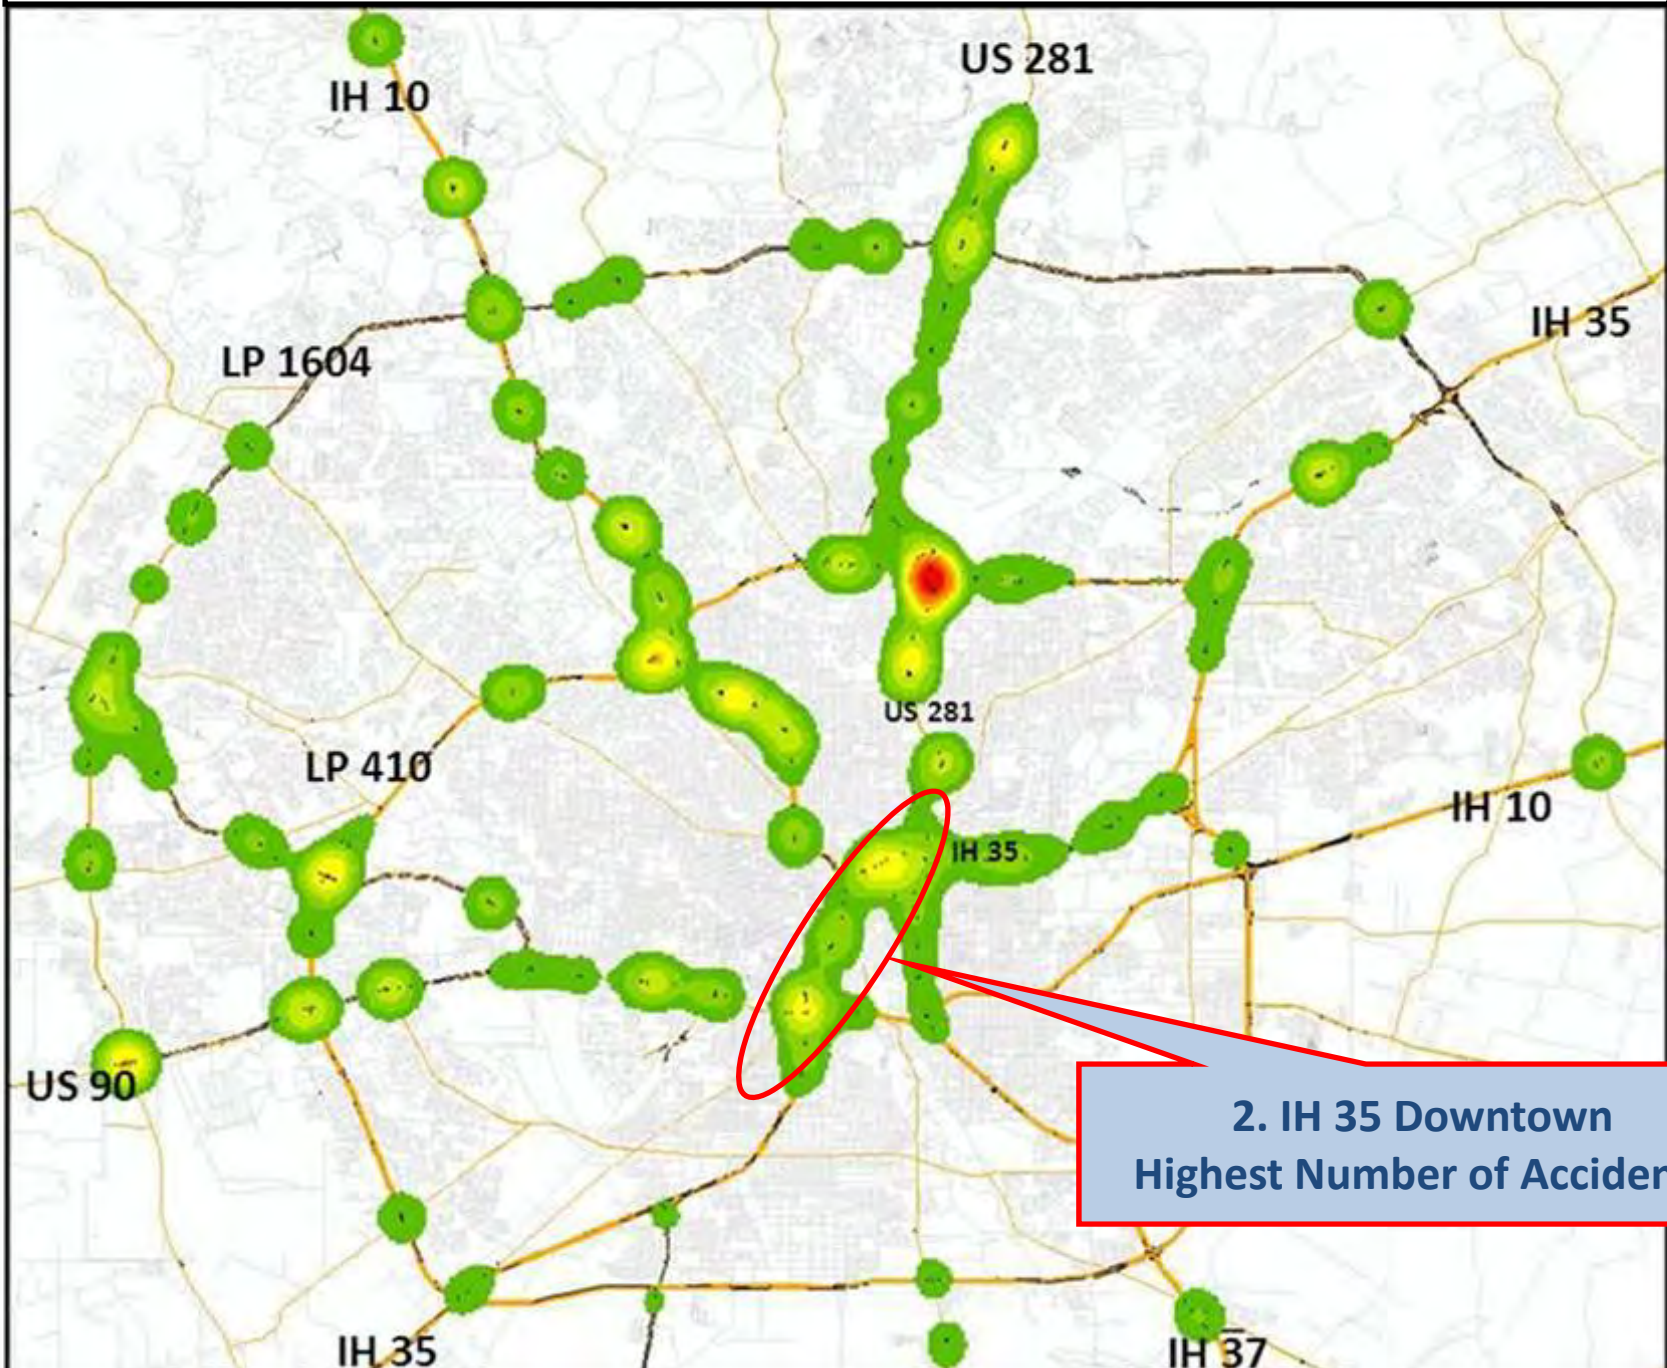 US 281
IH 10
IH 35
LP 1604
US 281
LP 410
IH 10
IH 35
US 90
2. IH 35 Downtown
Highest Number of Acciden
IH 35
IH 37